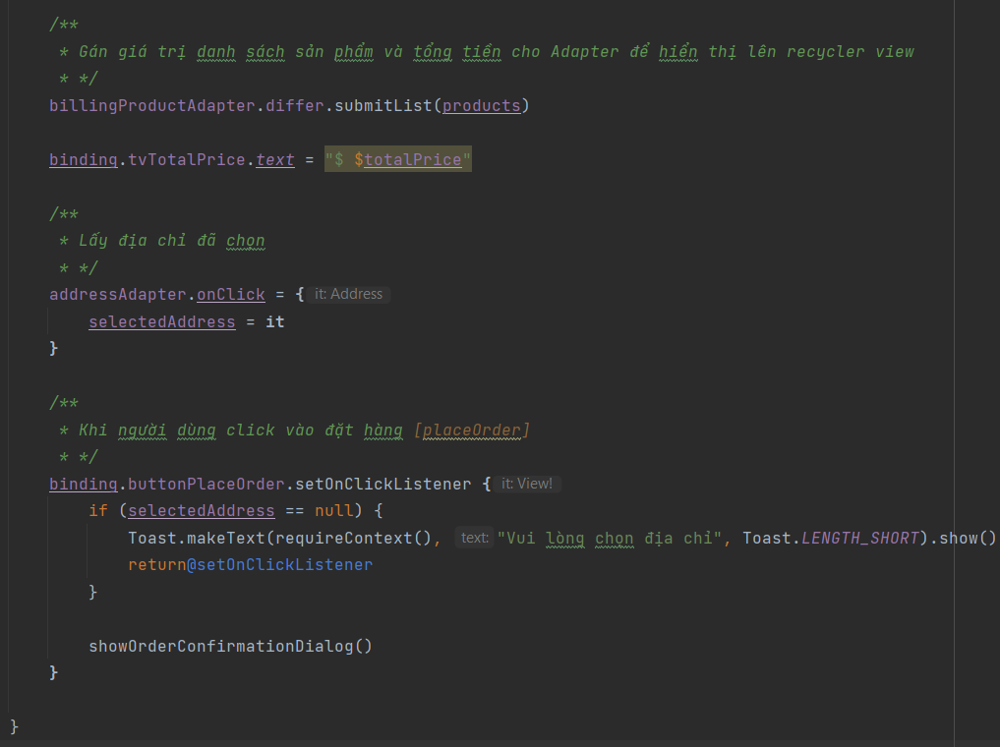 /**
* Gán giá trị danh sách sản phẩm và tổng tiền cho Adapter để hiển thị lên recycler view
* */
billingProductAdapter.differ.submitList(products)
binding.tvTotalPrice.text = "$ $totalPrice"
/**
* Lấy địa chỉ đã chọn
* */
addressAdapter.onClick = { it: Address
selectedAddress = it
}
/**
* Khi người dùng click vào đặt hàng [placeOrder]
* */
binding.buttonPlaceOrder.setOnClickListener { it: View!
if (selectedAddress == null) {
Toast.makeText(requireContext(), text: "Vui lòng chọn địa chỉ", Toast.LENGTH_SHORT).show()
return@setOnClickListener
}
showOrderConfirmationDialog()
}
}